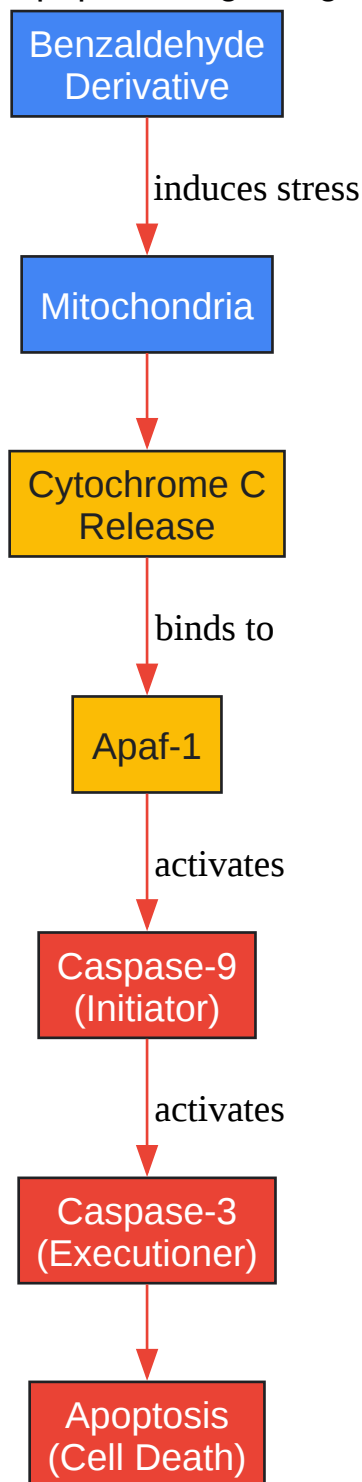 Benzaldehyde
Derivative
induces stress
Mitochondria
Cytochrome C
Release
binds to
Apaf-1
activates
Caspase-9
(Initiator)
activates
Caspase-3
(Executioner)
Apoptosis
(Cell Death)